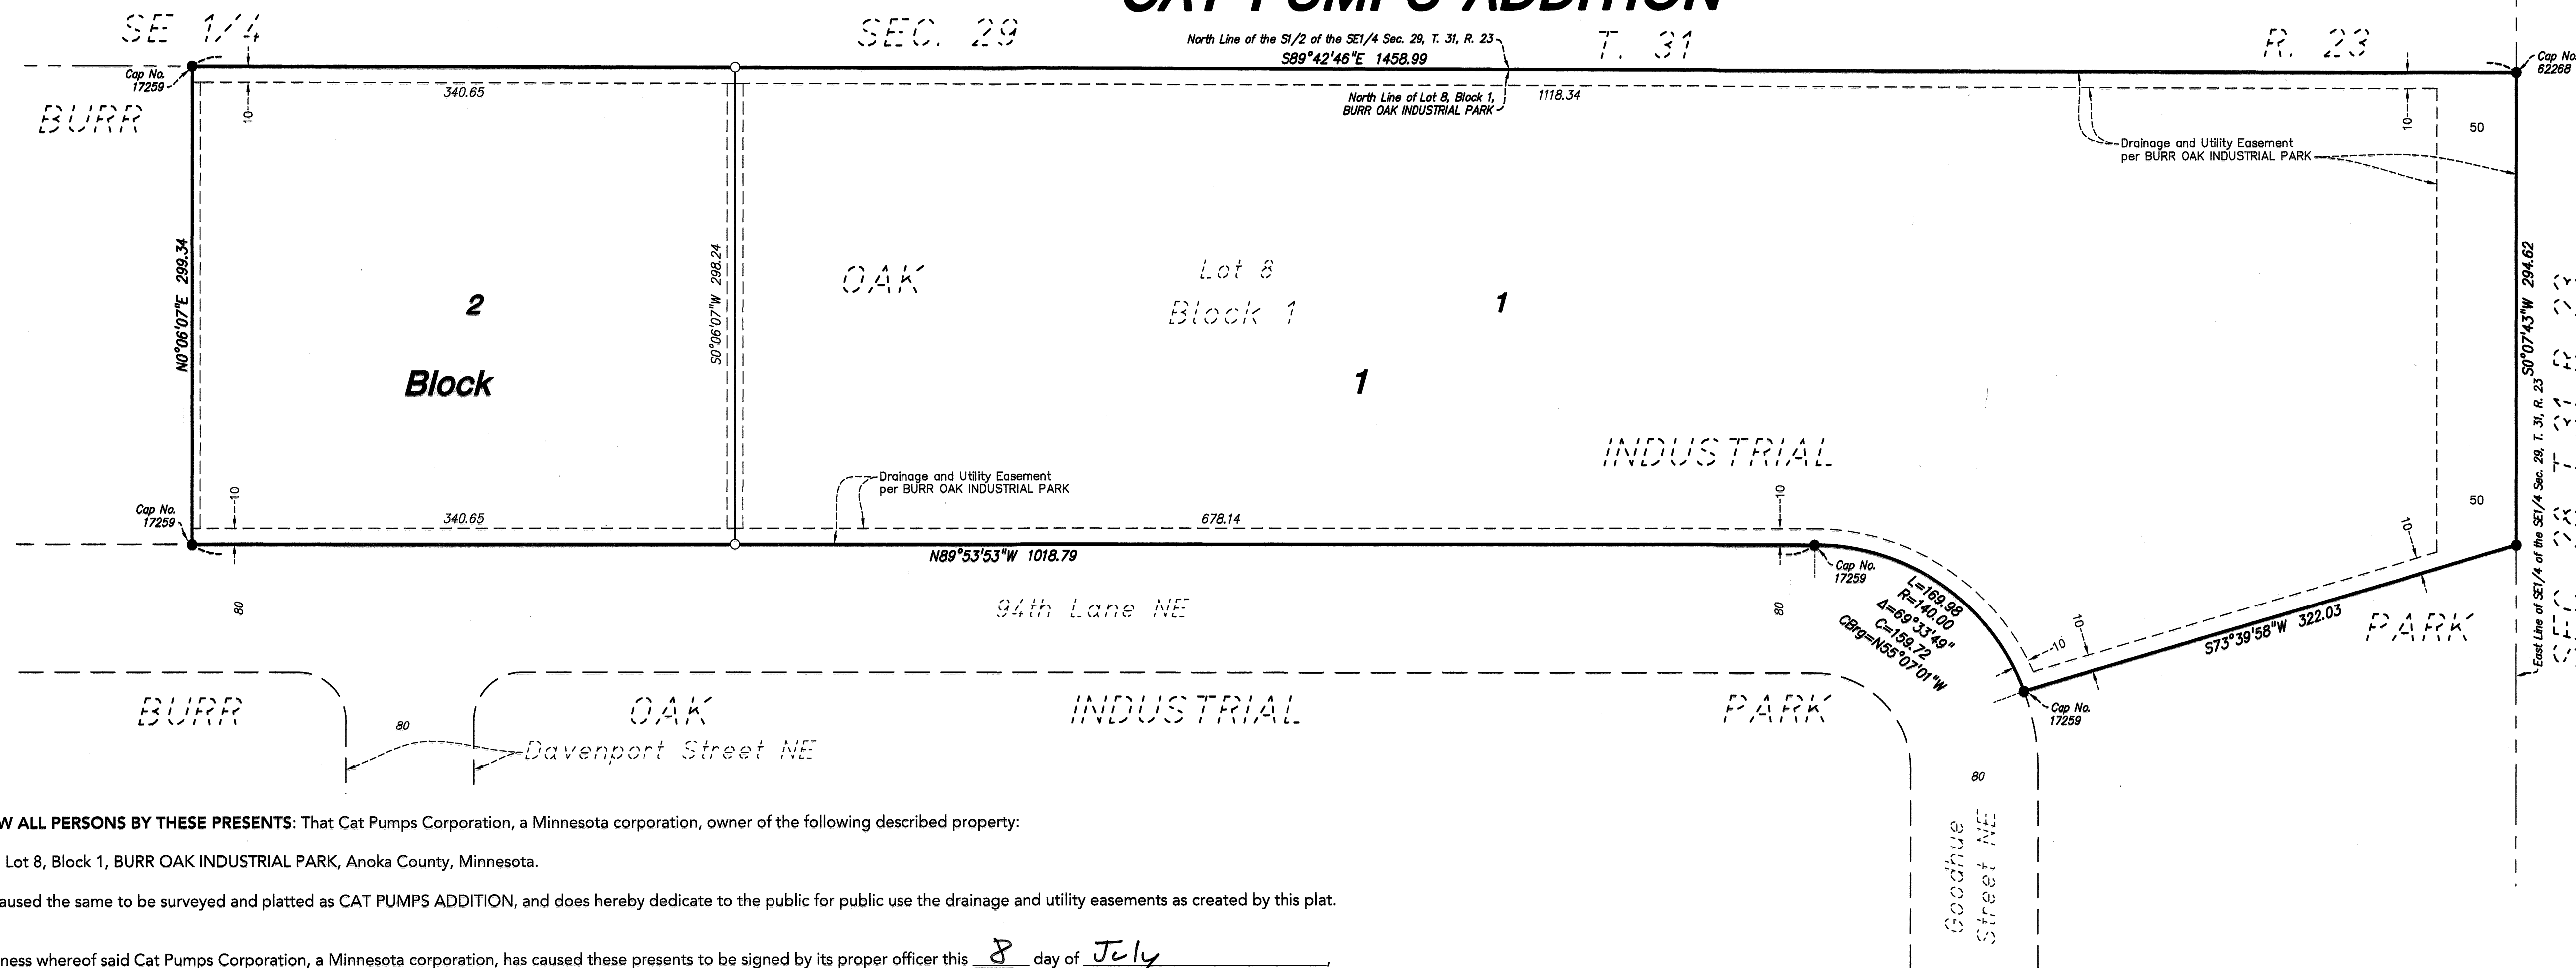 CAT PUMPS ADDITION
SE 1/4
SEC. 29
T. 31
R. 23
North Line of the S1/2 of the SE1/4 Sec. 29, T. 31, R. 23
S89°42'46"E 1458.99
Cap No.
17259
Cap No.
62268
BURR
10
340.65
North Line of Lot 8, Block 1,
BURR OAK INDUSTRIAL PARK
1118.34
10
50
Drainage and Utility Easement
per BURR OAK INDUSTRIAL PARK
N0°06'07"E 299.34
S0°06'07"W 298.24
S0°07'43"W 294.62
OAK
Lot 8
Block 1
2
1
Block
1
East Line of SE1/4 of the SE1/4 Sec. 29, T. 31, R. 23
INDUSTRIAL
Drainage and Utility Easement
per BURR OAK INDUSTRIAL PARK
10
10
50
10
Cap No.
17259
340.65
678.14
N89°53'53"W 1018.79
Cap No.
17259
L=169.98
R=140.00
Δ=69°33'49"
C=159.72
CBrg=N55°07'01"W
80
94th Lane NE
80
10
10
S73°39'58"W 322.03
PARK
Cap No.
17259
BURR
OAK
INDUSTRIAL
PARK
80
Davenport Street NE
80
Goodhue
Street NE
W ALL PERSONS BY THESE PRESENTS: That Cat Pumps Corporation, a Minnesota corporation, owner of the following described property:
Lot 8, Block 1, BURR OAK INDUSTRIAL PARK, Anoka County, Minnesota.
aused the same to be surveyed and platted as CAT PUMPS ADDITION, and does hereby dedicate to the public for public use the drainage and utility easements as created by this plat.
ness whereof said Cat Pumps Corporation, a Minnesota corporation, has caused these presents to be signed by its proper officer this 8 day of July,